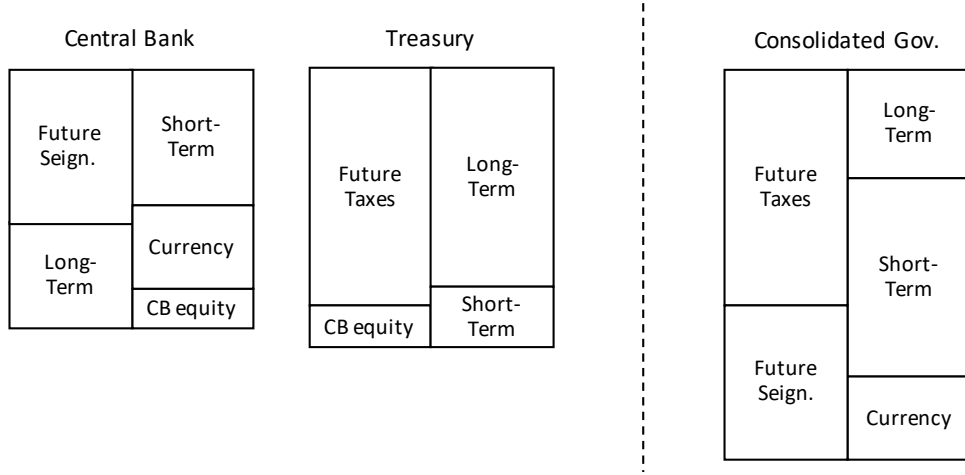 Central Bank
Future
Seign.
Long-
Term
Short-
Term
Currency
CB equity
Treasury
Future
Taxes
CB equity
Long-
Term
Short-
Term
Consolidated Gov.
Future
Taxes
Future
Seign.
Long-
Term
Short-
Term
Currency